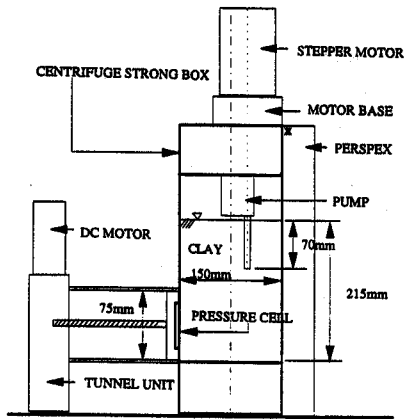 STEPPER MOTOR
CENTRIFUGE STRONG BOX
MOTOR BASE
PERSPEX
PUMP
DC MOTOR
CLAY
70mm
150mm
215mm
75mm
PRESSURE CELL
TUNNEL UNIT